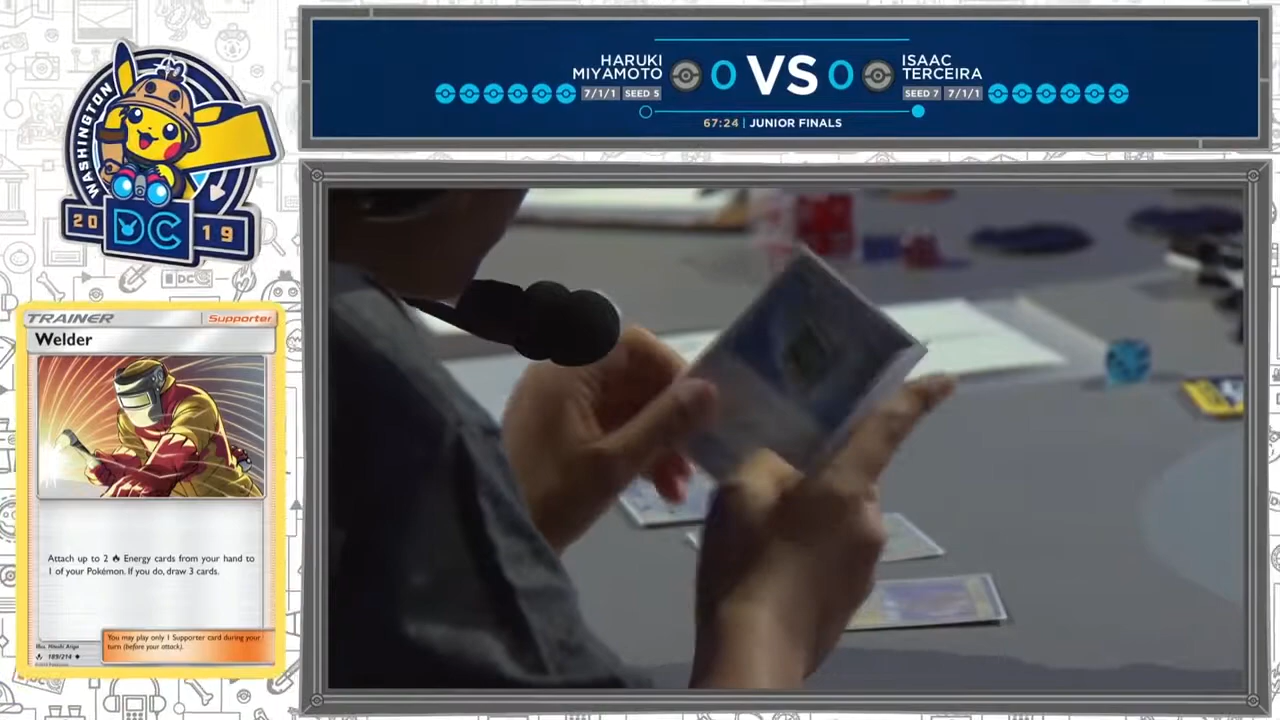 WASHINGTON
20 DC 19
HARUKI
MIYAMOTO
7/1/1 SEED 5
0 VS 0
ISAAC
TERCEIRA
SEED 7 7/1/1
67:24 | JUNIOR FINALS
TRAINER Supporter
Welder
Attach up to 2 Energy cards from your hand to
1 of your Pokémon. If you do, draw 3 cards.
You may play only 1 Supporter card during your
turn (before your attack).
189/214